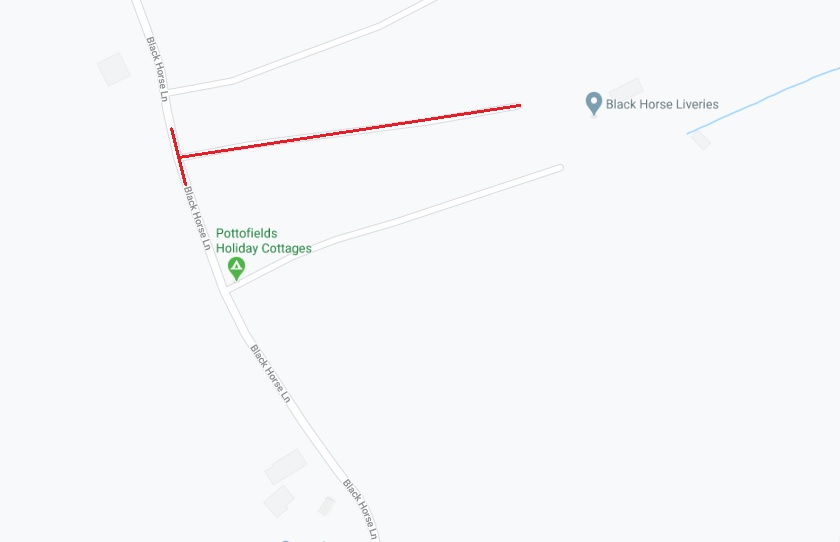 Black Horse Ln
Black Horse Liveries
Black Horse Ln
Pottofields
Holiday Cottages
Black Horse Ln
Black Horse Ln